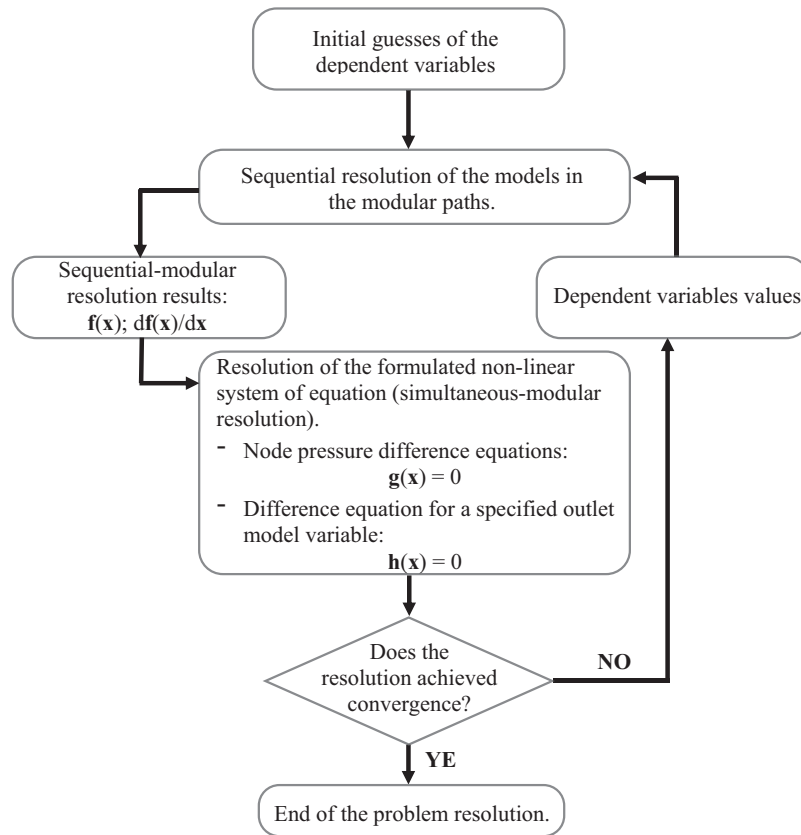 Initial guesses of the
dependent variables
Sequential resolution of the models in
the modular paths.
Sequential-modular
resolution results:
f(x); df(x)/dx
Dependent variables values
Resolution of the formulated non-linear
system of equation (simultaneous-modular
resolution).
- Node pressure difference equations:
g(x) = 0
- Difference equation for a specified outlet
model variable:
h(x) = 0
Does the
resolution achieved
convergence?
NO
YE
End of the problem resolution.